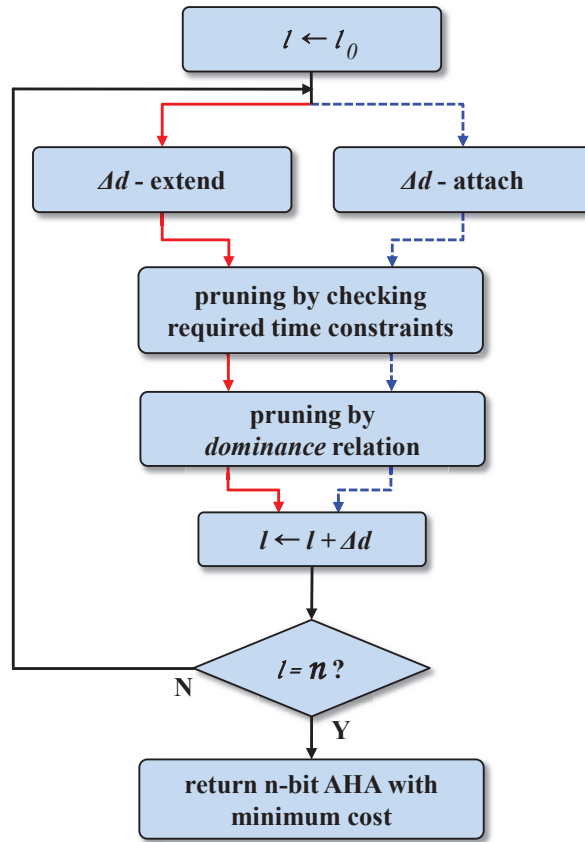 l ← l₀
Δd - extend
Δd - attach
pruning by checking
required time constraints
pruning by
dominance relation
l ← l + Δd
l = n ?
N
Y
return n-bit AHA with
minimum cost